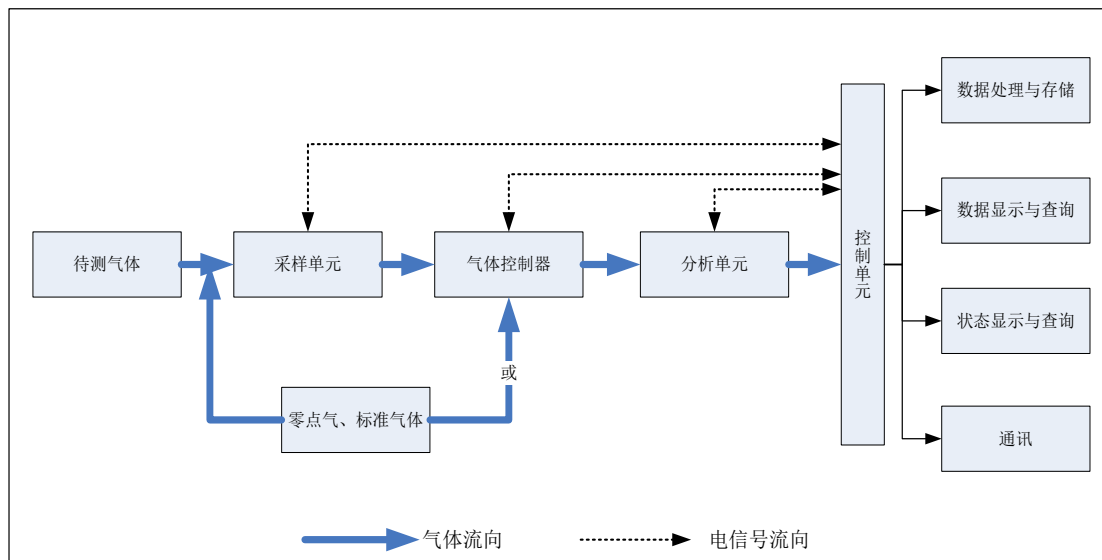 数据处理与存储
数据显示与查询
待测气体
采样单元
气体控制器
分析单元
控制单元
状态显示与查询
或
零点气、标准气体
通讯
气体流向
电信号流向